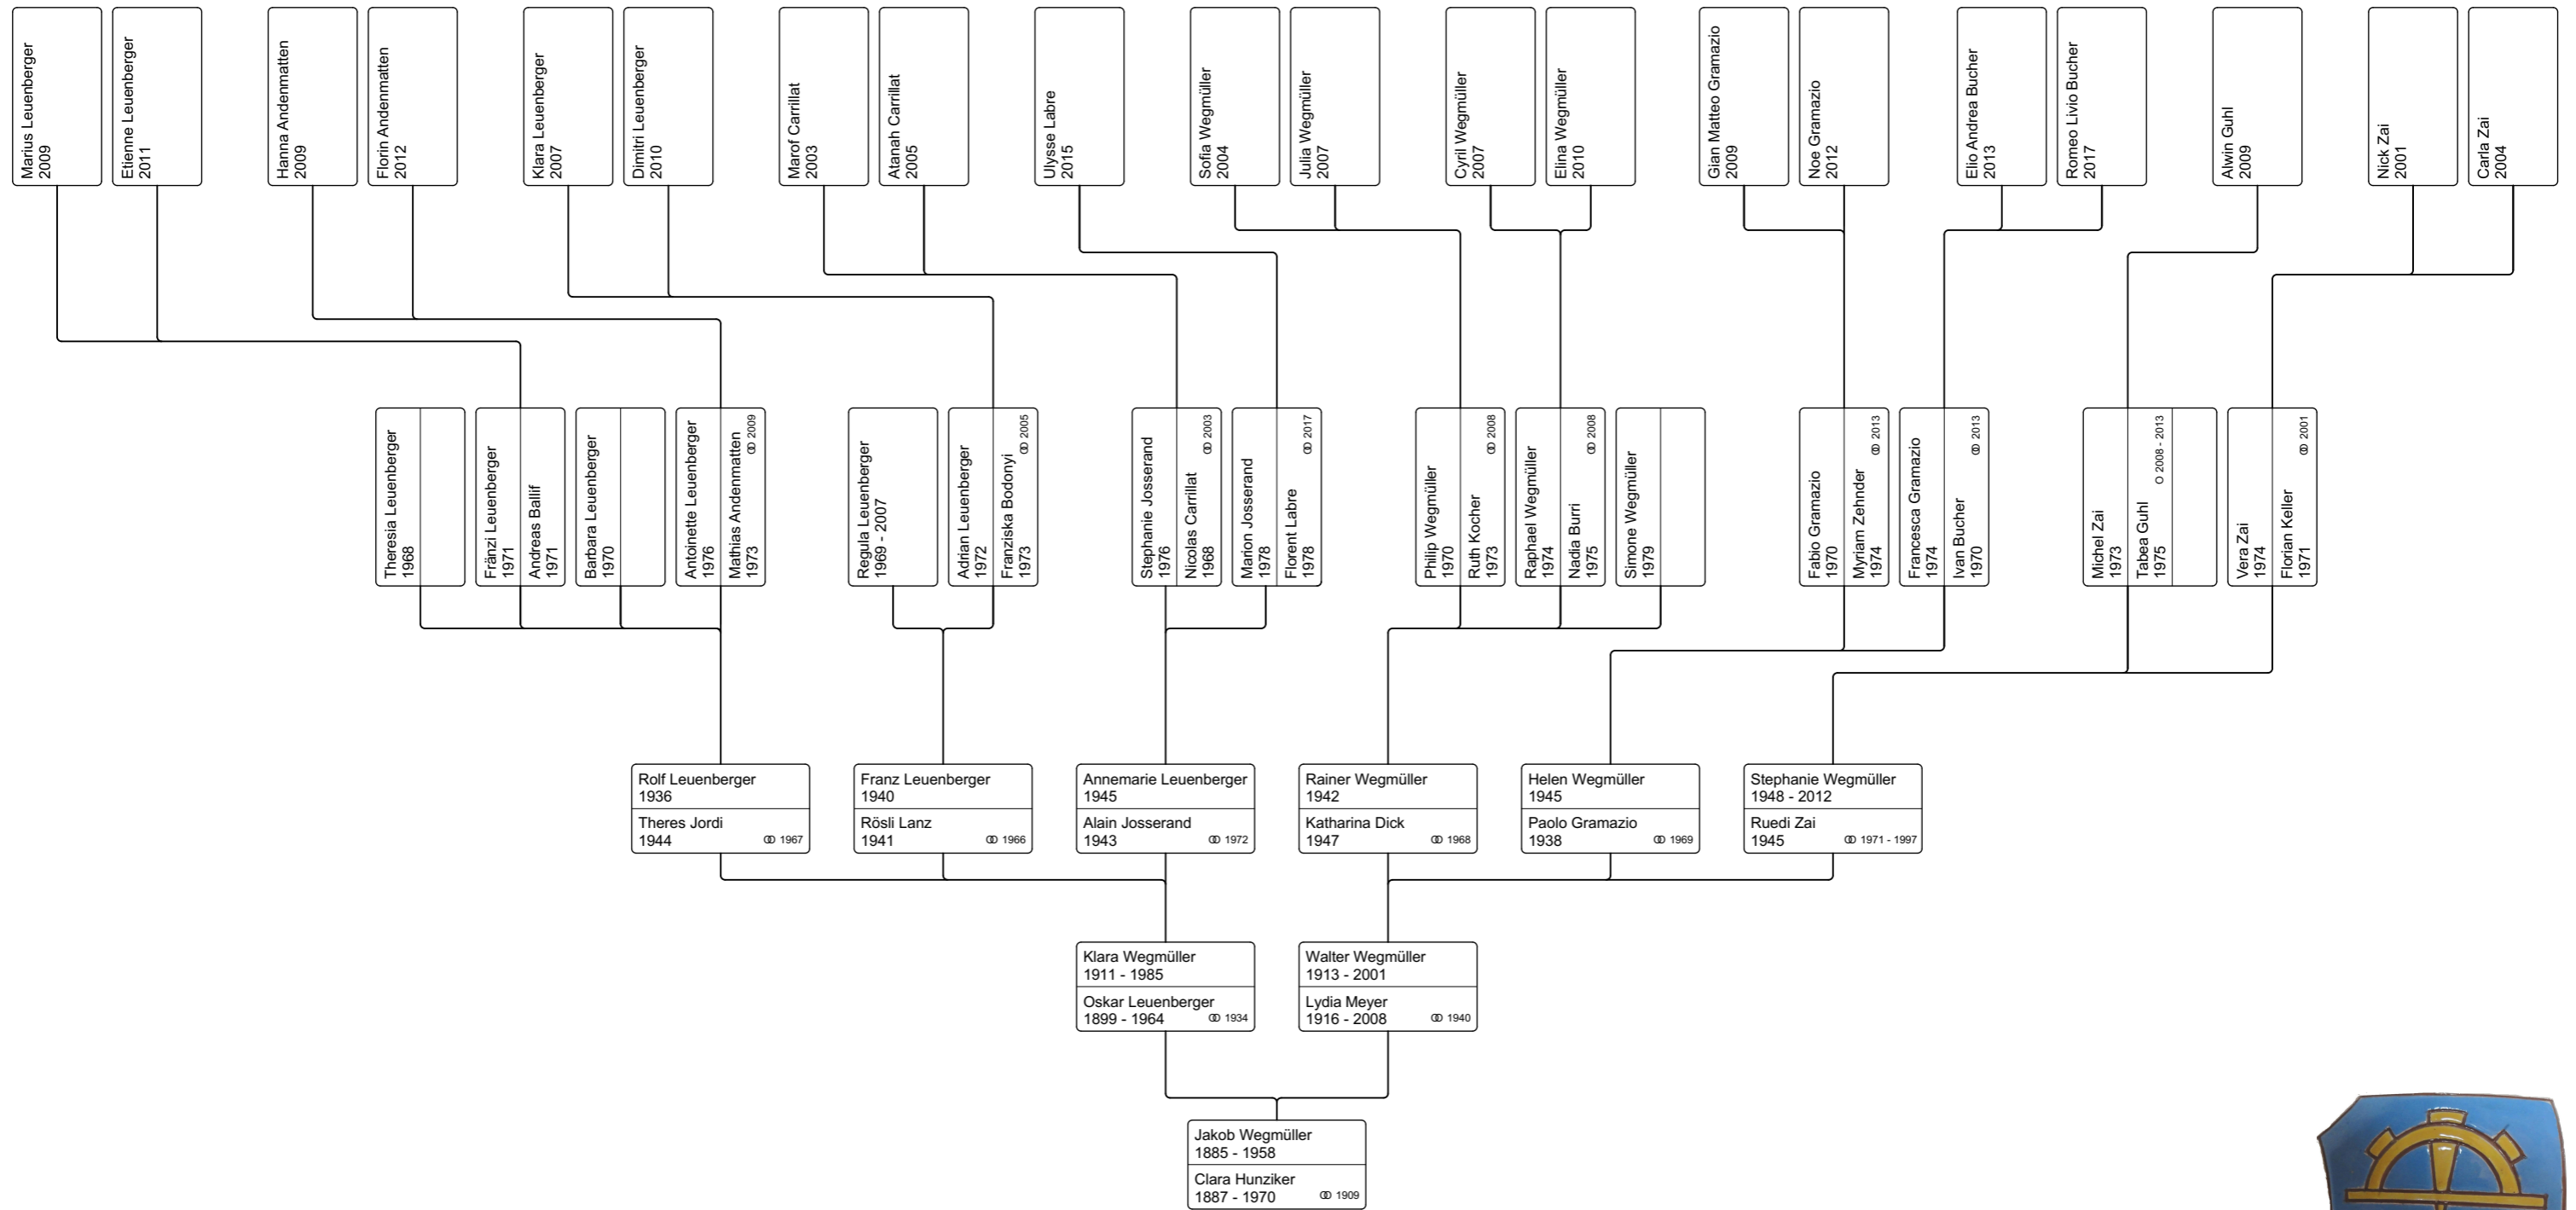 Marius Leuenberger
2009
Etienne Leuenberger
2011
Hanna Andenmatten
2009
Florin Andenmatten
2012
Klara Leuenberger
2007
Dimitri Leuenberger
2010
Marof Carrillat
2003
Atanah Carrillat
2005
Ulysse Labre
2015
Sofia Wegmüller
2004
Julia Wegmüller
2007
Cyril Wegmüller
2007
Elina Wegmüller
2010
Gian Matteo Gramazio
2009
Noe Gramazio
2012
Elio Andrea Bucher
2013
Romeo Livio Bucher
2017
Alwin Guhl
2009
Nick Zai
2001
Carla Zai
2004
Theresia Leuenberger
1968
Fränzi Leuenberger
1971
Andreas Ballif
1971
Barbara Leuenberger
1970
Antoinette Leuenberger
1976
Mathias Andenmatten
1973 ⚭ 2009
Regula Leuenberger
1969 - 2007
Adrian Leuenberger
1972
Franziska Bodonyi
1973 ⚭ 2005
Stephanie Josserand
1976
Nicolas Carrillat
1968 ⚭ 2003
Marion Josserand
1978
Florent Labre
1978 ⚭ 2017
Philip Wegmüller
1970
Ruth Kocher
1973 ⚭ 2008
Raphael Wegmüller
1974
Nadia Burri
1975 ⚭ 2008
Simone Wegmüller
1979
Fabio Gramazio
1970
Myriam Zehnder
1974 ⚭ 2013
Francesca Gramazio
1974
Ivan Bucher
1970 ⚭ 2013
Michel Zai
1973
Tabea Guhl
1975 O 2008 - 2013
Vera Zai
1974
Florian Keller
1971 ⚭ 2001
Rolf Leuenberger
1936
Theres Jordi
1944 ⚭ 1967
Franz Leuenberger
1940
Rösli Lanz
1941 ⚭ 1966
Annemarie Leuenberger
1945
Alain Josserand
1943 ⚭ 1972
Rainer Wegmüller
1942
Katharina Dick
1947 ⚭ 1968
Helen Wegmüller
1945
Paolo Gramazio
1938 ⚭ 1969
Stephanie Wegmüller
1948 - 2012
Ruedi Zai
1945 ⚭ 1971 - 1997
Klara Wegmüller
1911 - 1985
Oskar Leuenberger
1899 - 1964 ⚭ 1934
Walter Wegmüller
1913 - 2001
Lydia Meyer
1916 - 2008 ⚭ 1940
Jakob Wegmüller
1885 - 1958
Clara Hunziker
1887 - 1970 ⚭ 1909